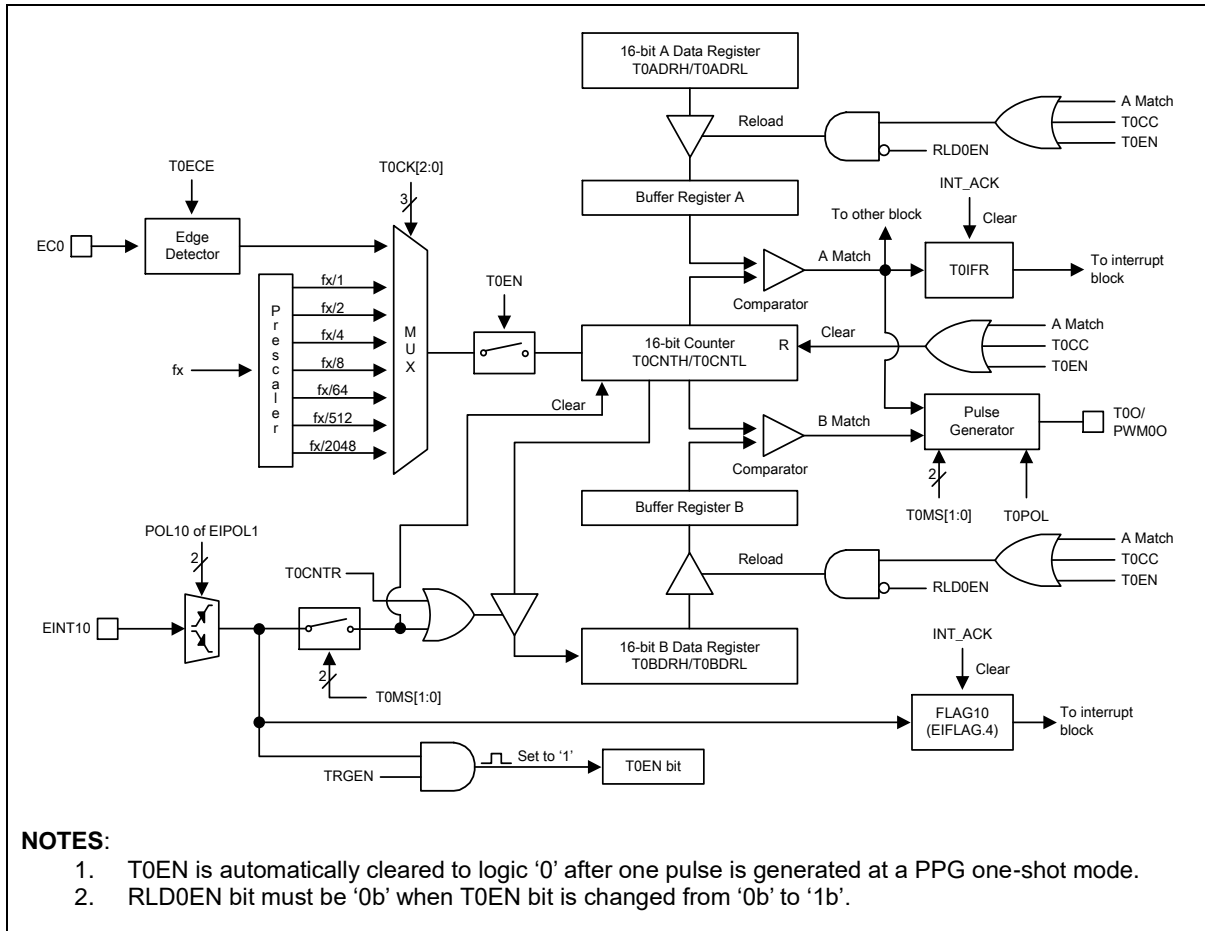 16-bit A Data Register
T0ADRH/T0ADRL
Reload
A Match
T0CC
T0EN
RLD0EN
T0ECE
T0CK[2:0]
3
Buffer Register A
INT_ACK
Clear
To other block
EC0
Edge
Detector
A Match
T0IFR
To interrupt
block
Comparator
Prescaler
fx/1
fx/2
fx/4
fx/8
fx/64
fx/512
fx/2048
fx
MUX
T0EN
16-bit Counter
T0CNTH/T0CNTL
R
Clear
A Match
T0CC
T0EN
Clear
B Match
Comparator
Pulse
Generator
T0O/
PWM0O
2
T0MS[1:0]
T0POL
Buffer Register B
POL10 of EIPOL1
2
T0CNTR
Reload
A Match
T0CC
T0EN
RLD0EN
EINT10
16-bit B Data Register
T0BDRH/T0BDRL
2
T0MS[1:0]
INT_ACK
Clear
FLAG10
(EIFLAG.4)
To interrupt
block
TRGEN
Set to ‘1’
T0EN bit
NOTES:
1. T0EN is automatically cleared to logic ‘0’ after one pulse is generated at a PPG one-shot mode.
2. RLD0EN bit must be ‘0b’ when T0EN bit is changed from ‘0b’ to ‘1b’.